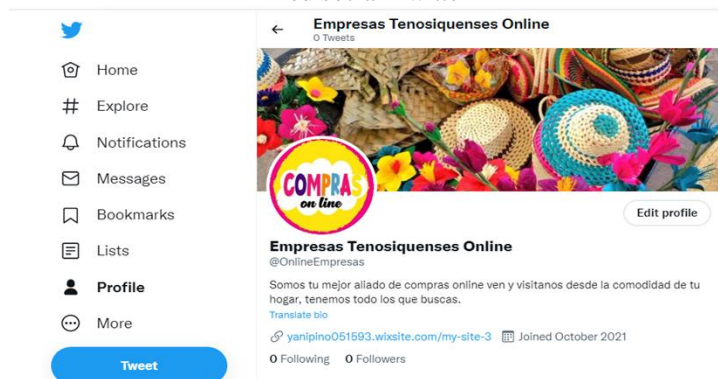 Empresas Tenosiquenses Online
0 Tweets
Home
Explore
Notifications
Messages
Bookmarks
Lists
Profile
More
Tweet
COMPRAS
on line
Edit profile
Empresas Tenosiquenses Online
@OnlineEmpresas
Somos tu mejor aliado de compras online ven y visitanos desde la comodidad de tu
hogar, tenemos todo los que buscas.
Translate bio
yanipino051593.wixsite.com/my-site-3 Joined October 2021
0 Following 0 Followers